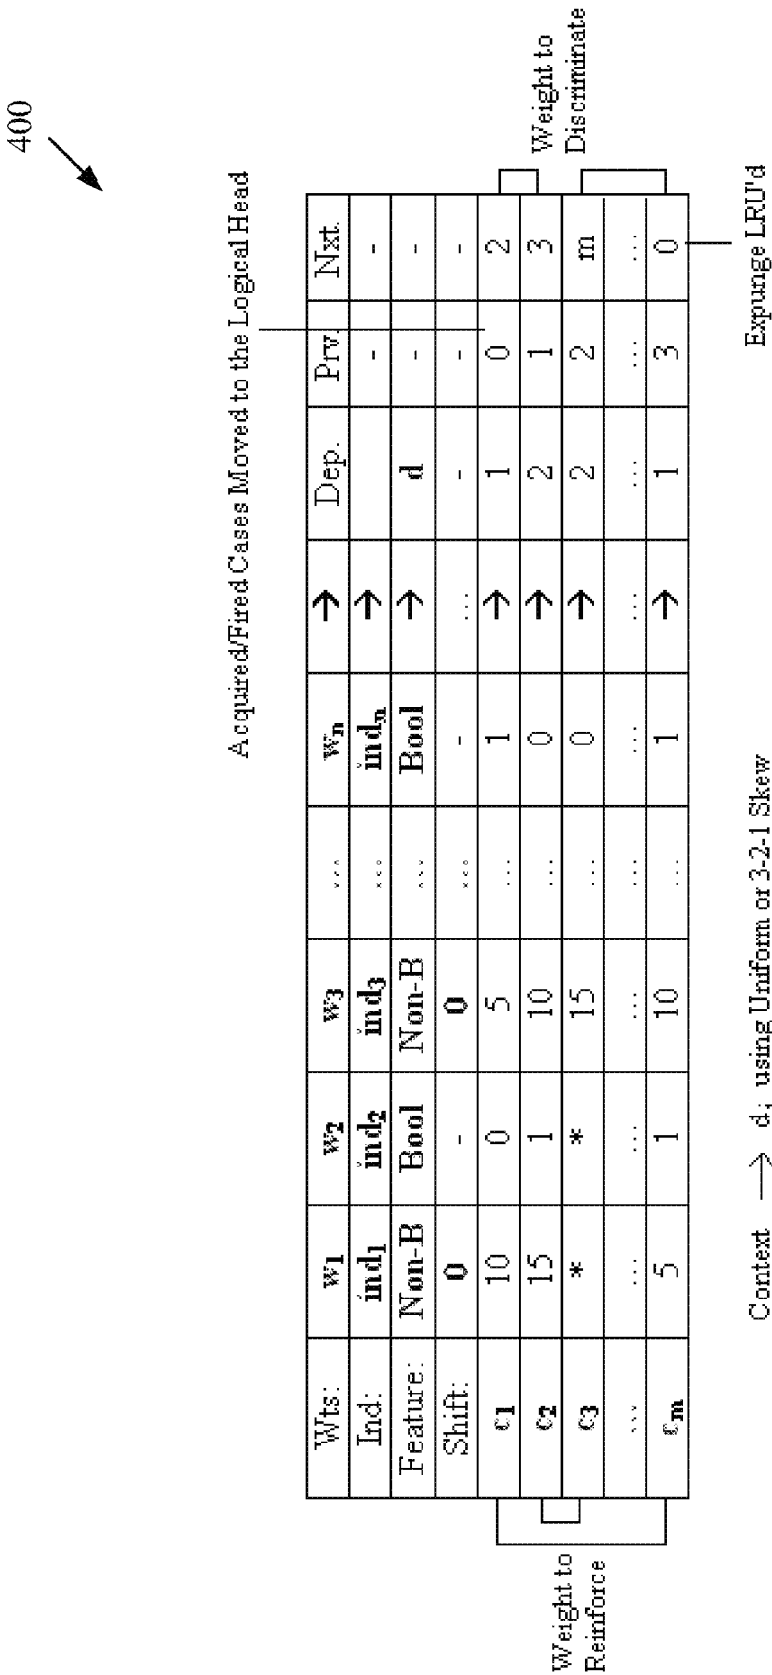 400
Acquired/Fired Cases Moved to the Logical Head
Wts: w1 w2 w3 ... wn → Dep. Prv. Nxt.
Ind: ind1 ind2 ind3 ... indn → - -
Feature: Non-B Bool Non-B ... Bool → d - -
Shift: 0 - 0 ... - ... - - -
c1 10 0 5 ... 1 → 1 0 2
c2 15 1 10 ... 0 → 2 1 3
c3 * * 15 ... 0 → 2 2 m
... ... ... ... ... ... ... ... ... ...
cm 5 1 10 ... 1 → 1 3 0
Weight to
Reinforce
Weight to
Discriminate
Context → d; using Uniform or 3-2-1 Skew
Expunge LRU'd